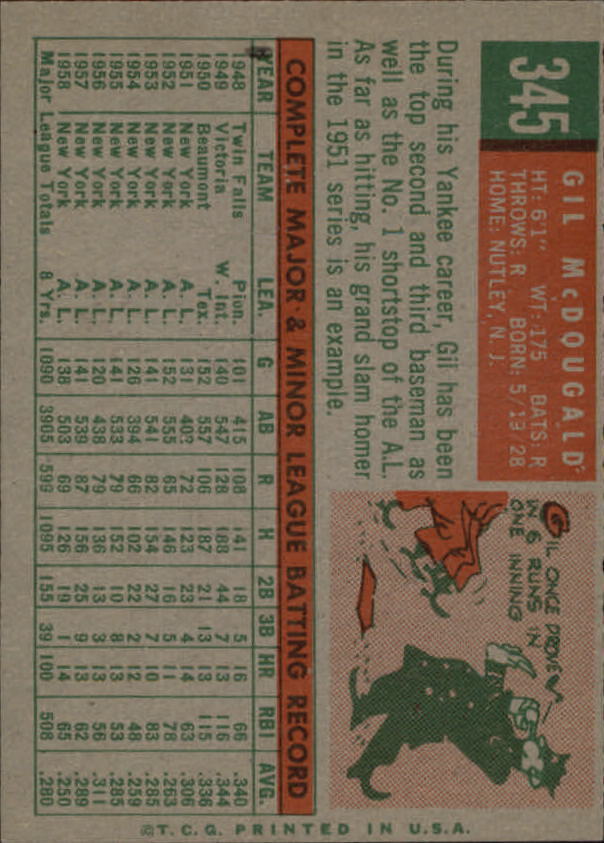 345
GIL McDOUGALD
HT: 6'1" WT: 175 BATS: R
THROWS: R BORN: 5/19/28
HOME: NUTLEY, N. J.
During his Yankee career, Gil has been
the top second and third baseman as
well as the No. 1 shortstop of the A.L.
As far as hitting, his grand slam homer
in the 1951 series is an example.
GIL ONCE DROVE
IN 6 RUNS IN
ONE INNING
COMPLETE MAJOR & MINOR LEAGUE BATTING RECORD
YEAR TEAM LEA. G AB R H 2B 3B HR RBI AVG.
1948 Twin Falls Pion. 101 415 108 141 18 5 16 66 .340
1949 Victoria W. Int. 140 547 128 188 44 7 13 116 .344
1950 Beaumont Tex. 152 557 106 187 21 13 13 115 .336
1951 New York A. L. 131 402 72 123 23 4 14 63 .306
1952 New York A. L. 152 555 65 146 16 5 11 78 .263
1953 New York A. L. 141 541 82 154 27 7 10 83 .285
1954 New York A. L. 126 394 66 102 22 2 12 48 .259
1955 New York A. L. 141 533 79 152 10 8 13 53 .285
1956 New York A. L. 120 438 79 136 13 3 13 56 .311
1957 New York A. L. 141 539 87 156 25 9 13 62 .289
1958 New York A. L. 138 503 69 126 19 1 14 65 .250
Major League Totals 8 Yrs. 1090 3905 599 1095 155 39 100 508 .280
©T. C. G. PRINTED IN U.S.A.